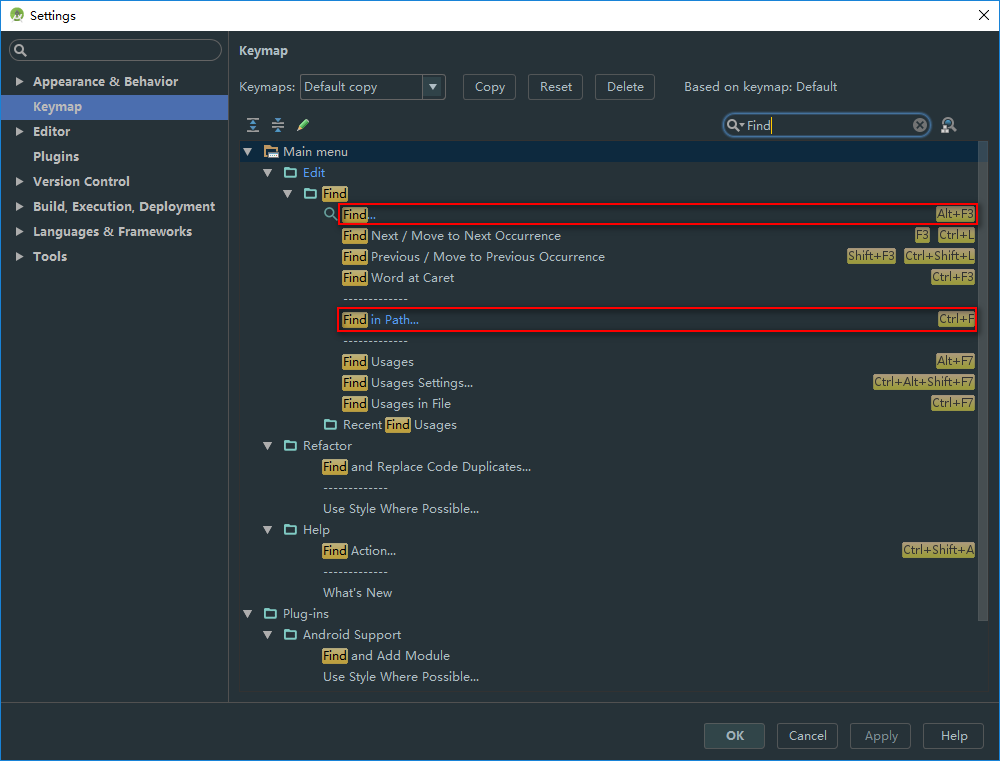 Settings
Appearance & Behavior
Keymap
Editor
Plugins
Version Control
Build, Execution, Deployment
Languages & Frameworks
Tools
Keymap
Keymaps: Default copy Copy Reset Delete Based on keymap: Default
Find
Main menu
Edit
Find
Find... Alt+F3
Find Next / Move to Next Occurrence F3 Ctrl+L
Find Previous / Move to Previous Occurrence Shift+F3 Ctrl+Shift+L
Find Word at Caret Ctrl+F3
-------------
Find in Path... Ctrl+F
-------------
Find Usages Alt+F7
Find Usages Settings... Ctrl+Alt+Shift+F7
Find Usages in File Ctrl+F7
Recent Find Usages
Refactor
Find and Replace Code Duplicates...
-------------
Use Style Where Possible...
Help
Find Action... Ctrl+Shift+A
-------------
What's New
Plug-ins
Android Support
Find and Add Module
Use Style Where Possible...
OK Cancel Apply Help